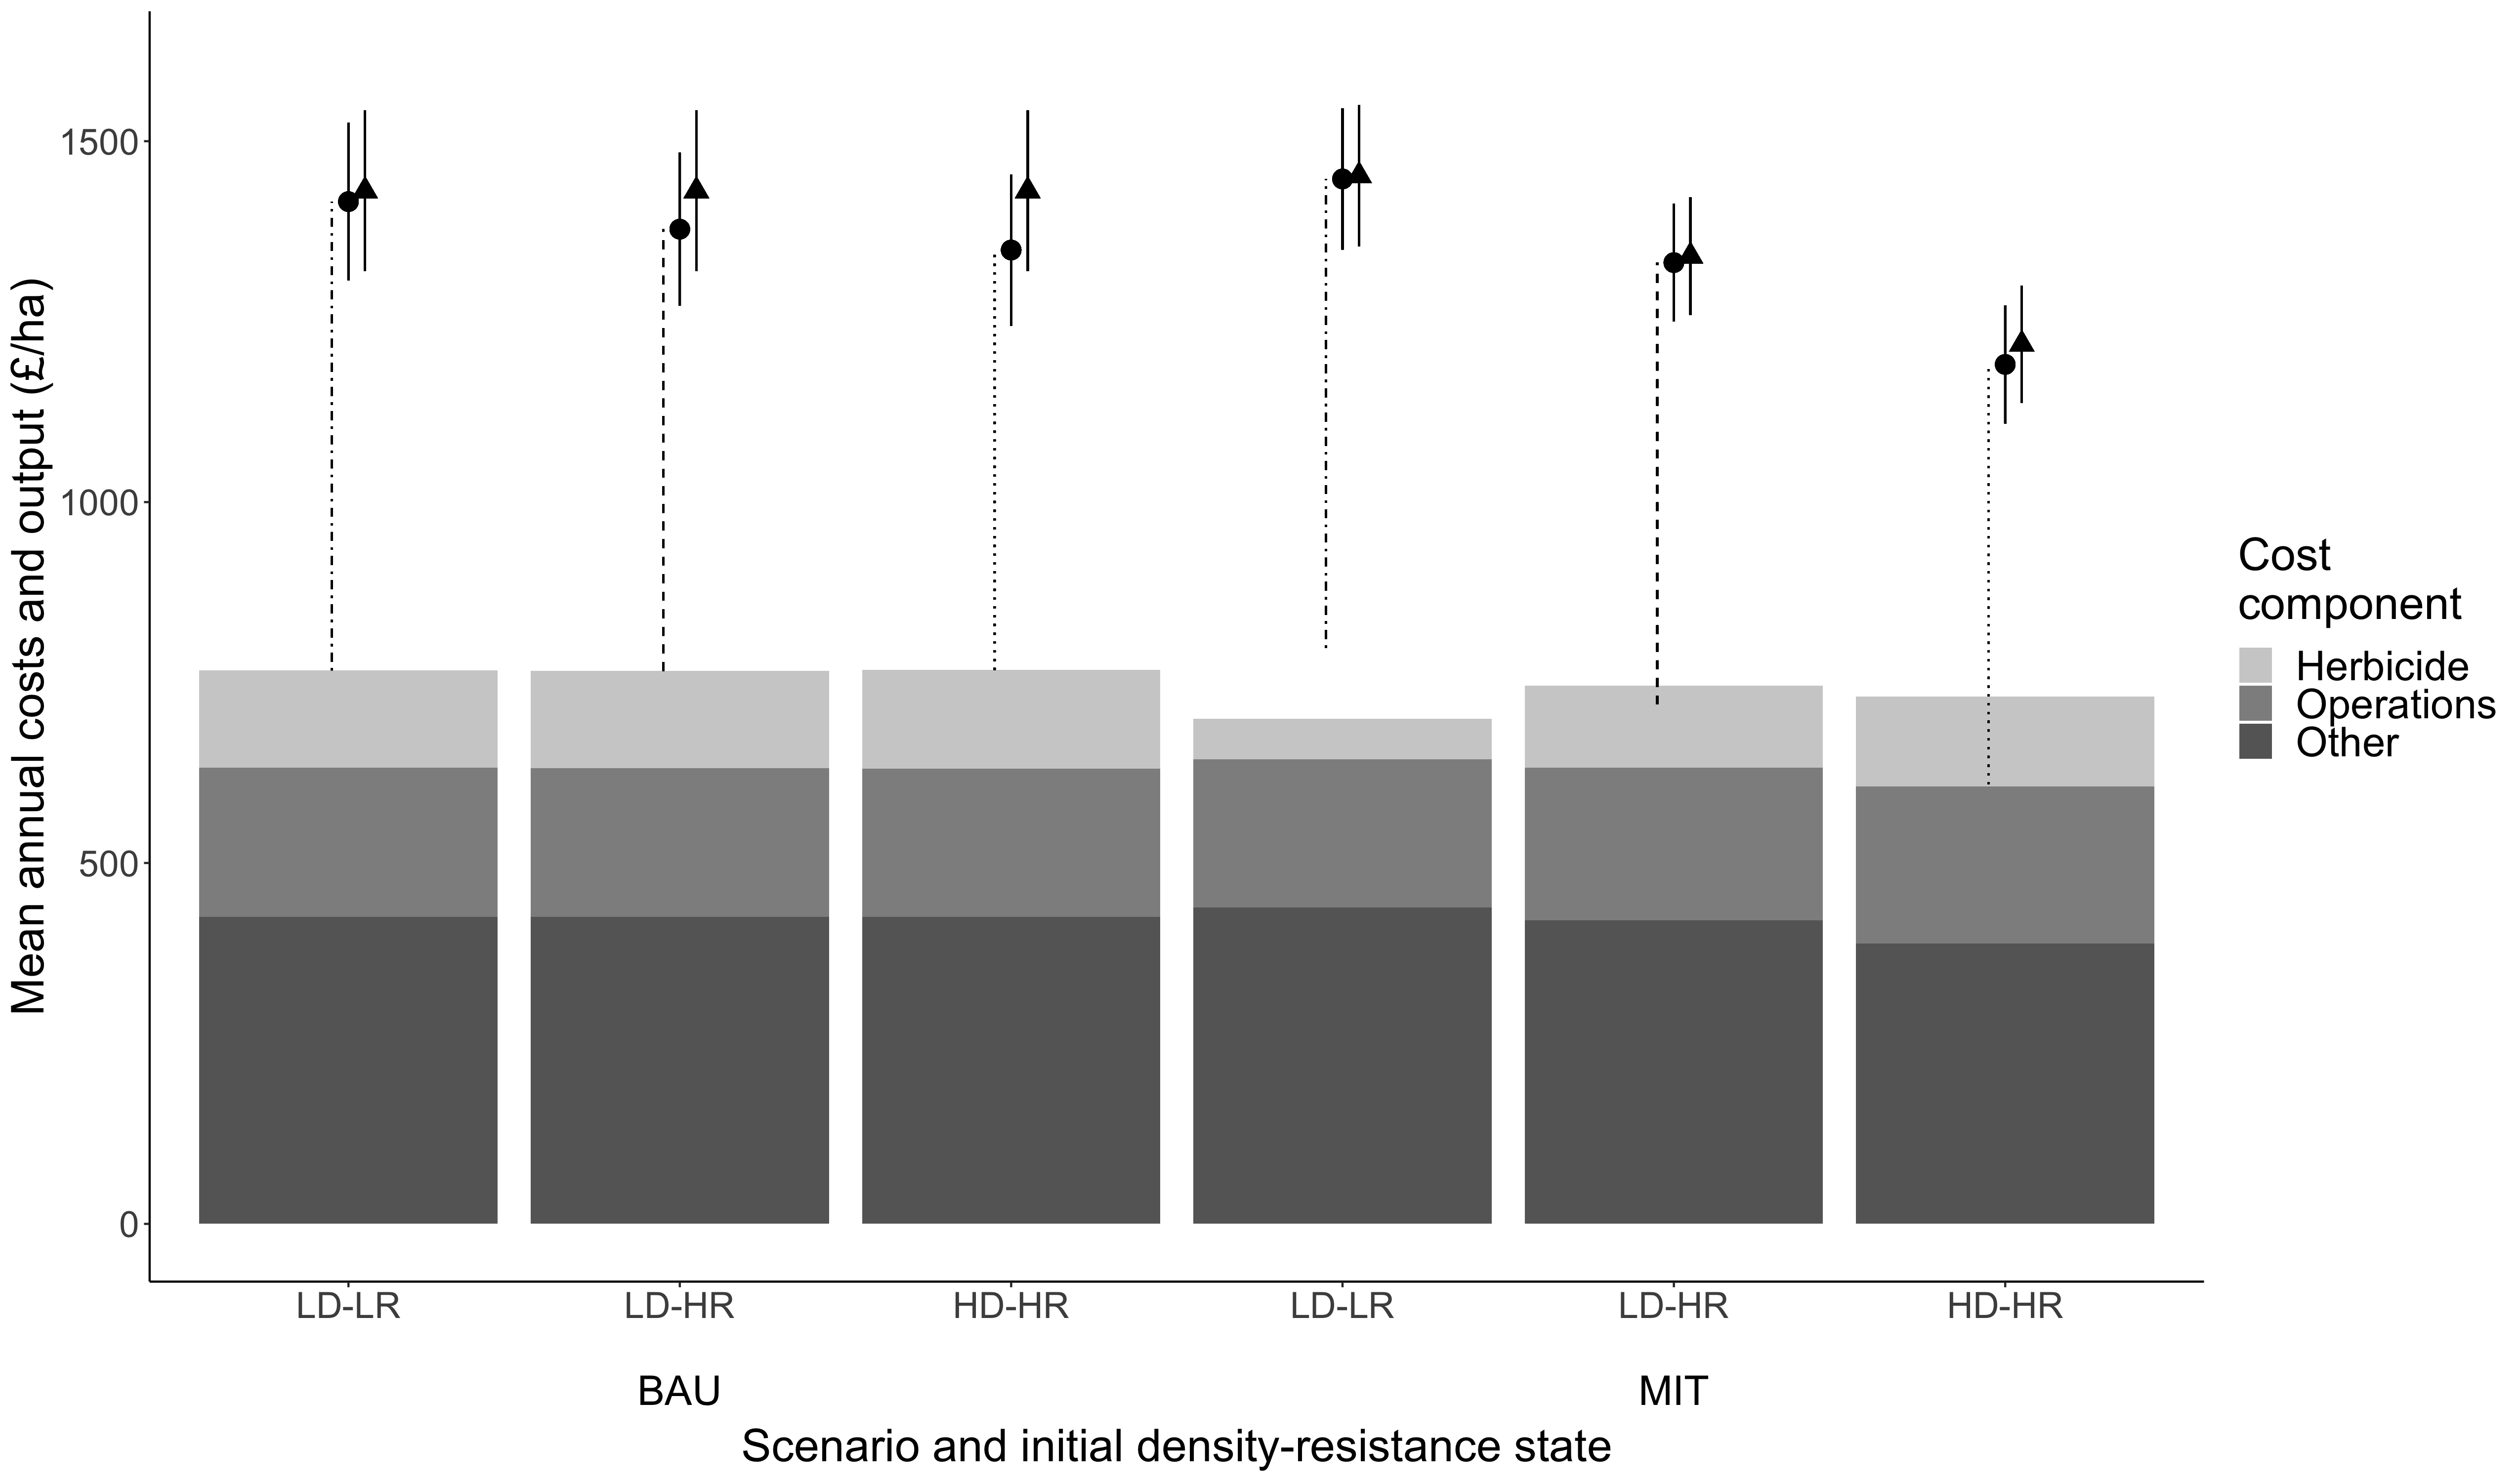 Mean annual costs and output (£/ha)
1500
1000
500
0
LD-LR
LD-HR
HD-HR
LD-LR
LD-HR
HD-HR
BAU
MIT
Scenario and initial density-resistance state
Cost
component
Herbicide
Operations
Other